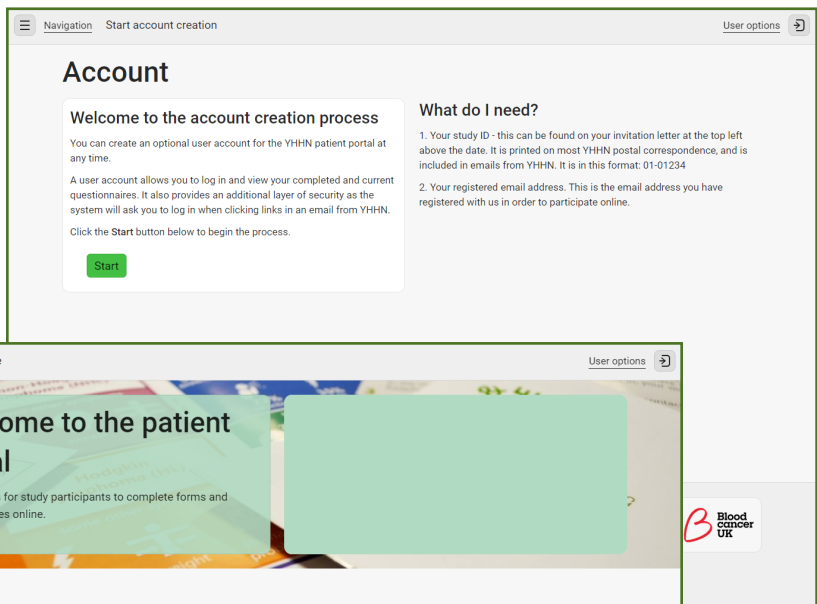 Navigation Start account creation User options
Account
Welcome to the account creation process
You can create an optional user account for the YHHN patient portal at
any time.
A user account allows you to log in and view your completed and current
questionnaires. It also provides an additional layer of security as the
system will ask you to log in when clicking links in an email from YHHN.
Click the Start button below to begin the process.
Start
What do I need?
1. Your study ID - this can be found on your invitation letter at the top left
above the date. It is printed on most YHHN postal correspondence, and is
included in emails from YHHN. It is in this format: 01-01234
2. Your registered email address. This is the email address you have
registered with us in order to participate online.
e User options
ome to the patient
al
for study participants to complete forms and
es online.
Hodgkin
Blood
cancer
UK